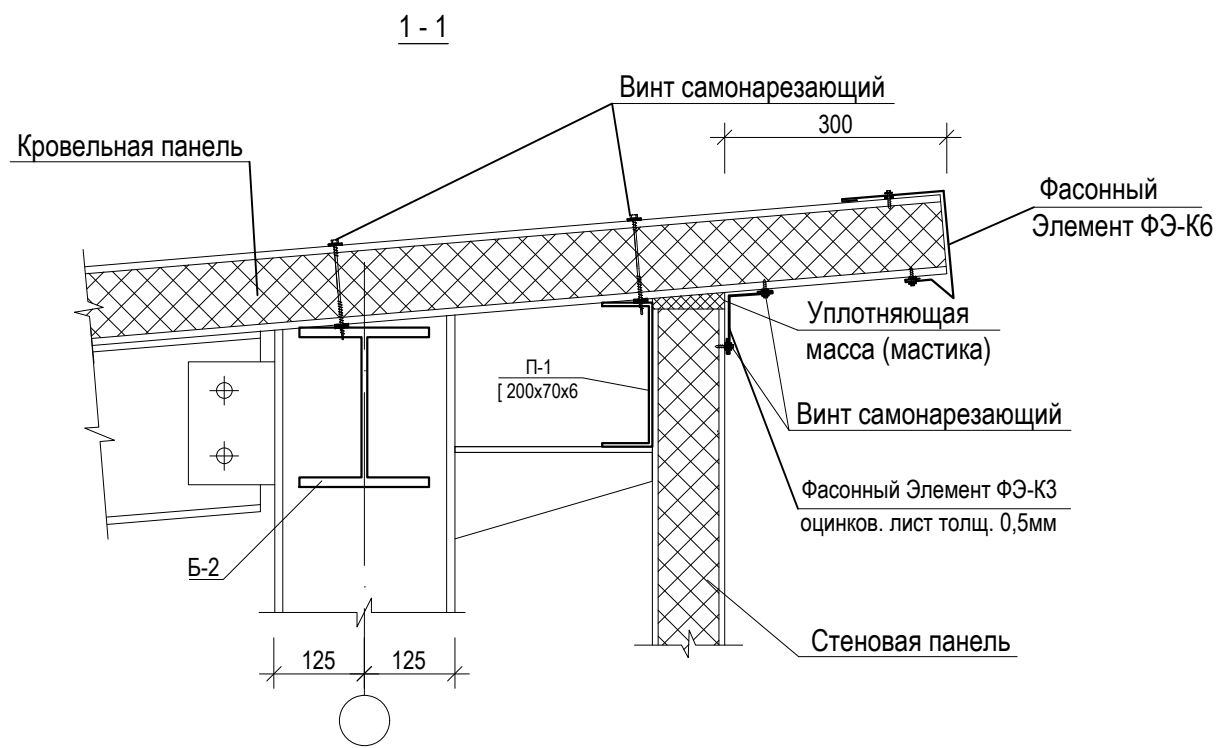 1 - 1
Винт самонарезающий
300
Кровельная панель
Фасонный
Элемент ФЭ-К6
Уплотняющая
масса (мастика)
П-1
[ 200х70х6
Винт самонарезающий
Фасонный Элемент ФЭ-К3
оцинков. лист толщ. 0,5мм
Б-2
Стеновая панель
125
125